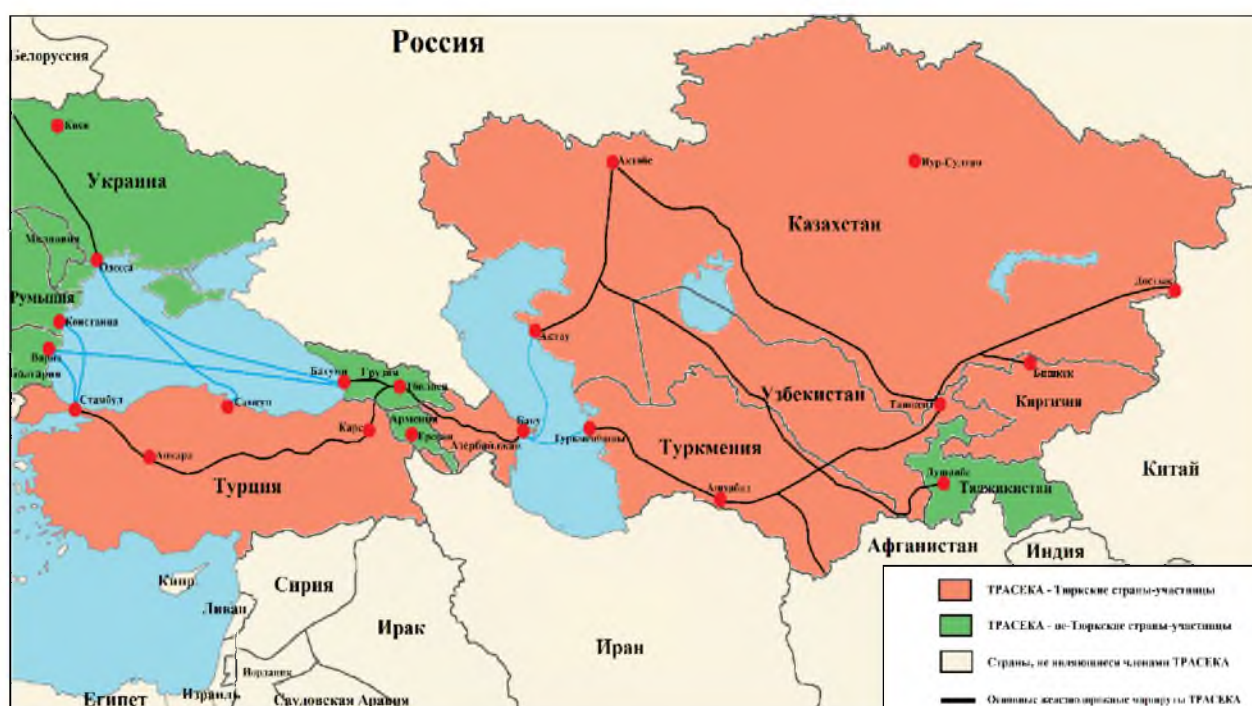 Россия
Белоруссия
Киев
Украина
Молдавия
Одесса
Румыния
Констанца
Варна
Болгария
Стамбул
Самсун
Анкара
Турция
Батуми
Грузия
Тбилиси
Армения
Ереван
Карс
Азербайджан
Баку
Актобе
Нур-Султан
Казахстан
Достык
Актау
Узбекистан
Ташкент
Бишкек
Киргизия
Туркменбаши
Туркмения
Ашхабад
Душанбе
Таджикистан
Китай
Афганистан
Индия
Кипр
Сирия
Ливан
Ирак
Иран
Иордания
Израиль
Египет
Саудовская Аравия
ТРАСЕКА - Тюркские страны-участницы
ТРАСЕКА - не-Тюркские страны-участницы
Страны, не являющиеся членами ТРАСЕКА
Основные железнодорожные маршруты ТРАСЕКА